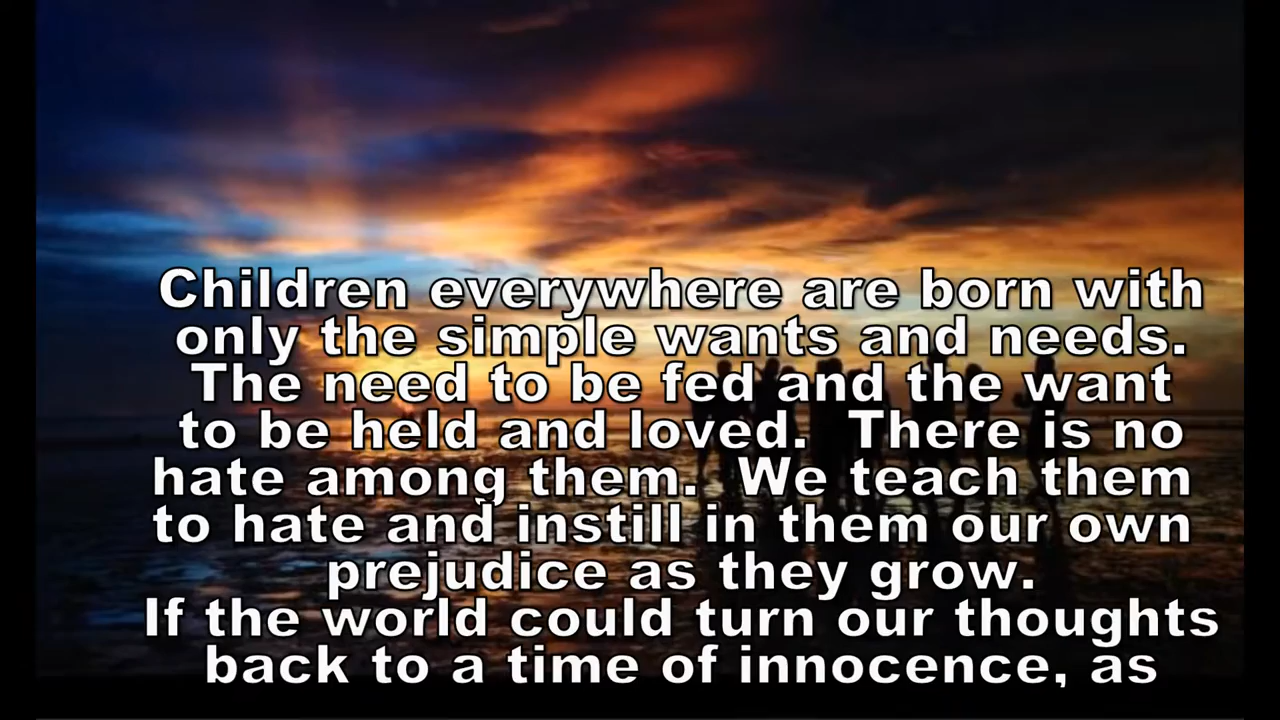 Children everywhere are born with
only the simple wants and needs.
The need to be fed and the want
to be held and loved.  There is no
hate among them.  We teach them
to hate and instill in them our own
prejudice as they grow.
If the world could turn our thoughts
back to a time of innocence, as